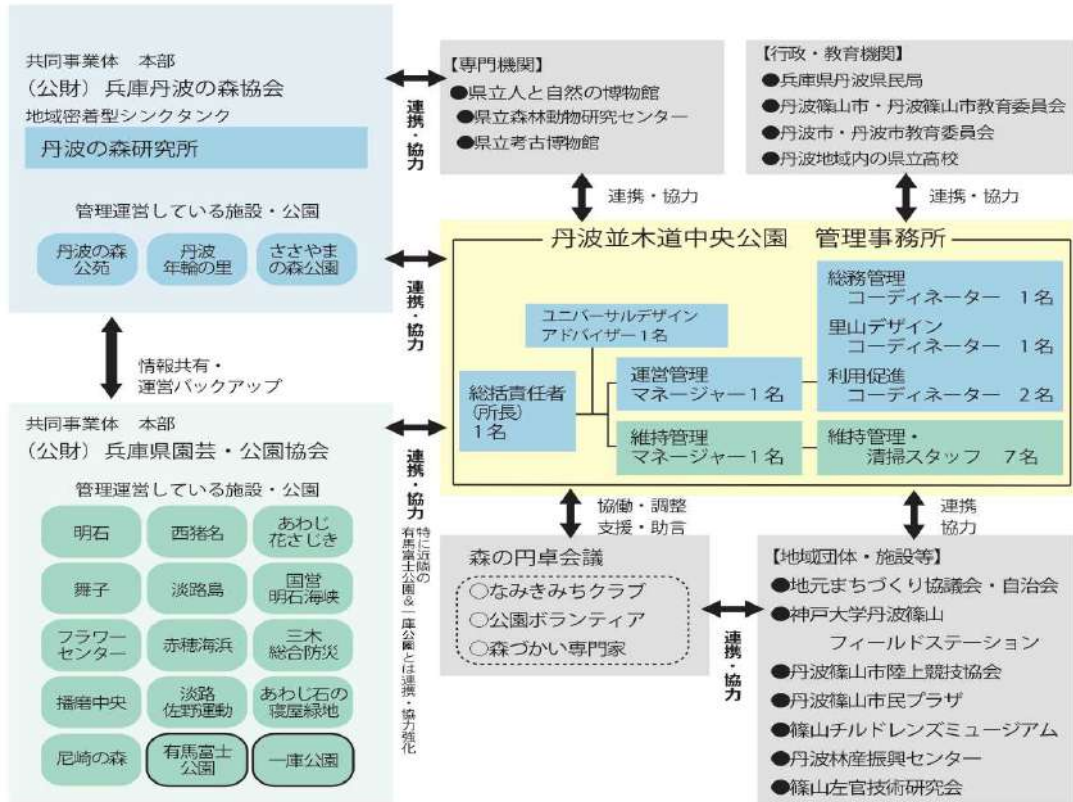 共同事業体　本部
(公財) 兵庫丹波の森協会
地域密着型シンクタンク
丹波の森研究所
管理運営している施設・公園
丹波の森
公苑
丹波
年輪の里
ささやま
の森公園
連携・協力
【専門機関】
●県立人と自然の博物館
●県立森林動物研究センター
●県立考古博物館
【行政・教育機関】
●兵庫県丹波県民局
●丹波篠山市・丹波篠山市教育委員会
●丹波市・丹波市教育委員会
●丹波地域内の県立高校
連携・協力
連携・協力
連携・協力
丹波並木道中央公園　管理事務所
ユニバーサルデザイン
アドバイザー1名
総括責任者
(所長)
1名
運営管理
マネージャー1名
維持管理
マネージャー1名
総務管理
コーディネーター　1名
里山デザイン
コーディネーター　1名
利用促進
コーディネーター　2名
維持管理・
清掃スタッフ　7名
情報共有・
運営バックアップ
共同事業体　本部
(公財) 兵庫県園芸・公園協会
管理運営している施設・公園
明石
西猪名
あわじ
花さじき
舞子
淡路島
国営
明石海峡
フラワー
センター
赤穂海浜
三木
総合防災
播磨中央
淡路
佐野運動
あわじ石の
寝屋緑地
尼崎の森
有馬富士
公園
一庫公園
連携・協力
特に近隣の
有馬富士公園&一庫公園とは連携・協力強化
協働・調整
支援・助言
連携
協力
森の円卓会議
○なみきみちクラブ
○公園ボランティア
○森づかい専門家
連携・協力
【地域団体・施設等】
●地元まちづくり協議会・自治会
●神戸大学丹波篠山
フィールドステーション
●丹波篠山市陸上競技協会
●丹波篠山市民プラザ
●篠山チルドレンズミュージアム
●丹波林産振興センター
●篠山左官技術研究会